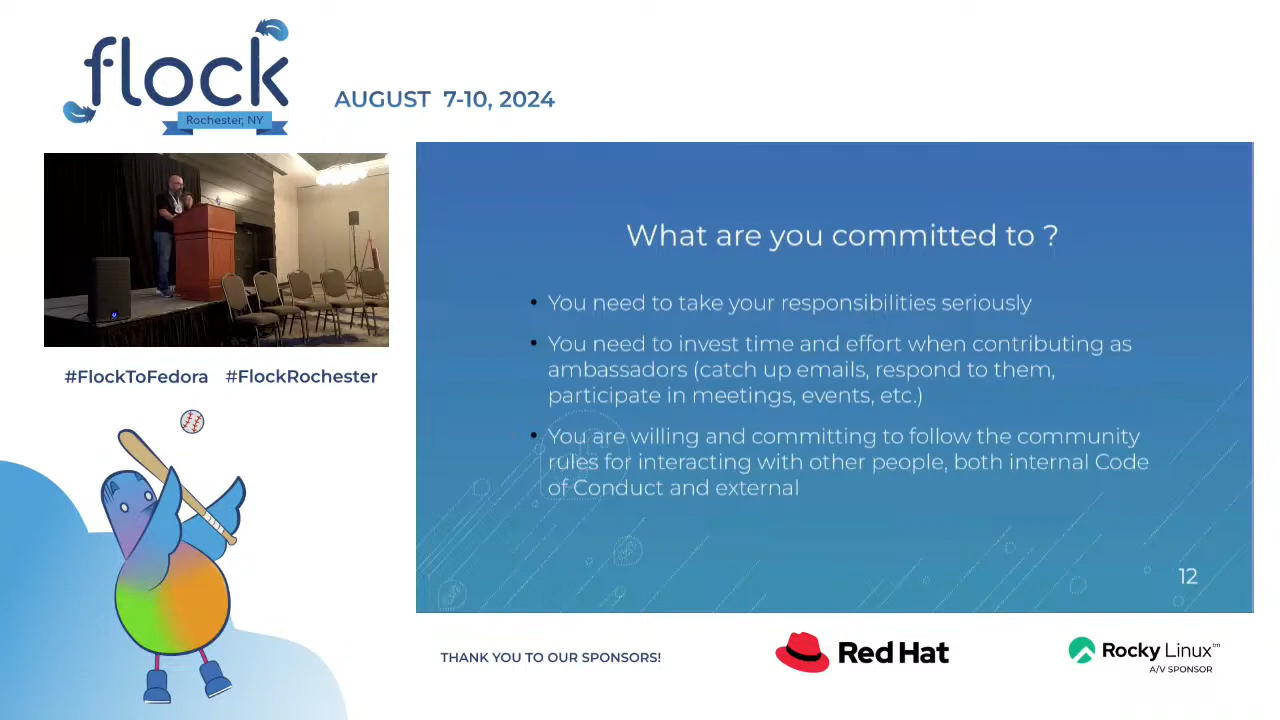 flock
Rochester, NY
AUGUST 7-10, 2024
#FlockToFedora #FlockRochester
What are you committed to ?
• You need to take your responsibilities seriously
• You need to invest time and effort when contributing as
ambassadors (catch up emails, respond to them,
participate in meetings, events, etc.)
• You are willing and committing to follow the community
rules for interacting with other people, both internal Code
of Conduct and external
12
THANK YOU TO OUR SPONSORS!
Red Hat
Rocky Linux™
A/V SPONSOR